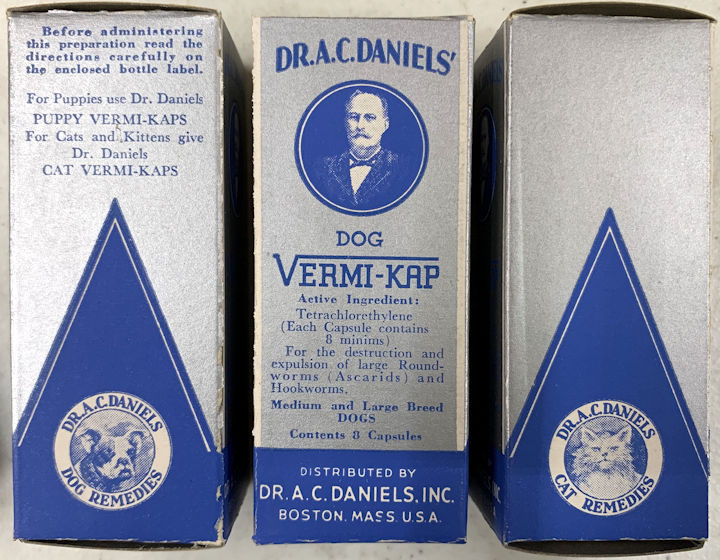 Before administering
this preparation read the
directions carefully on
the enclosed bottle label.
For Puppies use Dr. Daniels
PUPPY VERMI-KAPS
For Cats and Kittens give
Dr. Daniels
CAT VERMI-KAPS
DR. A.C. DANIELS
DOG REMEDIES
DR. A.C. DANIELS'
DOG
VERMI-KAP
Active Ingredient:
Tetrachlorethylene
(Each Capsule contains
8 minims)
For the destruction and
expulsion of large Round-
worms (Ascarids) and
Hookworms.
Medium and Large Breed
DOGS
Contents 8 Capsules
DISTRIBUTED BY
DR. A. C. DANIELS, INC.
BOSTON. MASS. U.S.A.
DR. A.C. DANIELS
CAT REMEDIES